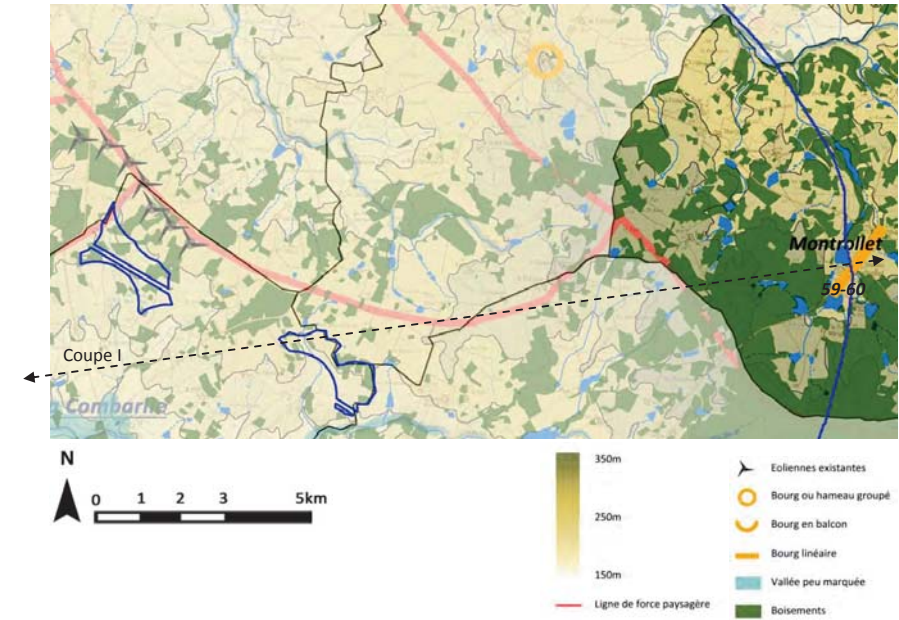 Montrollet
59-60
Coupe I
Combarne
N
0 1 2 3 5km
350m
250m
150m
Ligne de force paysagère
Eoliennes existantes
Bourg ou hameau groupé
Bourg en balcon
Bourg linéaire
Vallée peu marquée
Boisements